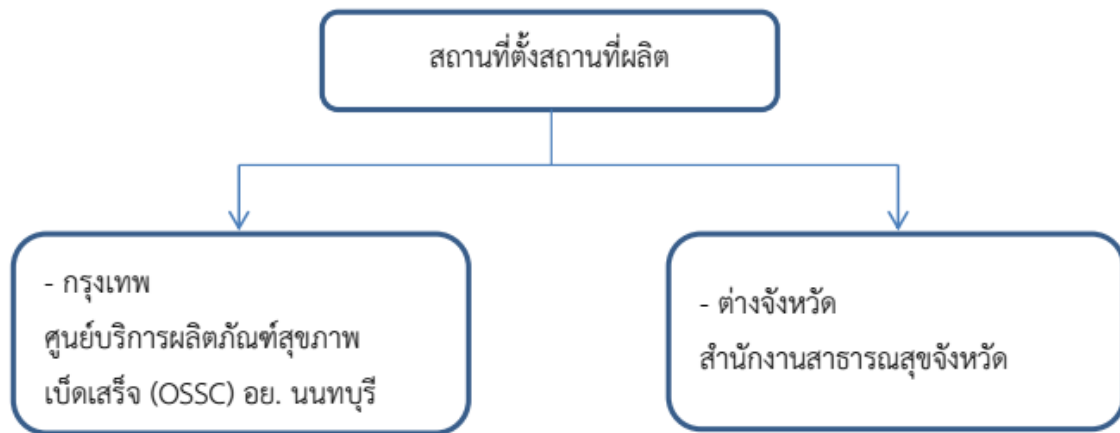 สถานที่ตั้งสถานที่ผลิต
- กรุงเทพ
ศูนย์บริการผลิตภัณฑ์สุขภาพ
เบ็ดเสร็จ (OSSC) อย. นนทบุรี
- ต่างจังหวัด
สำนักงานสาธารณสุขจังหวัด